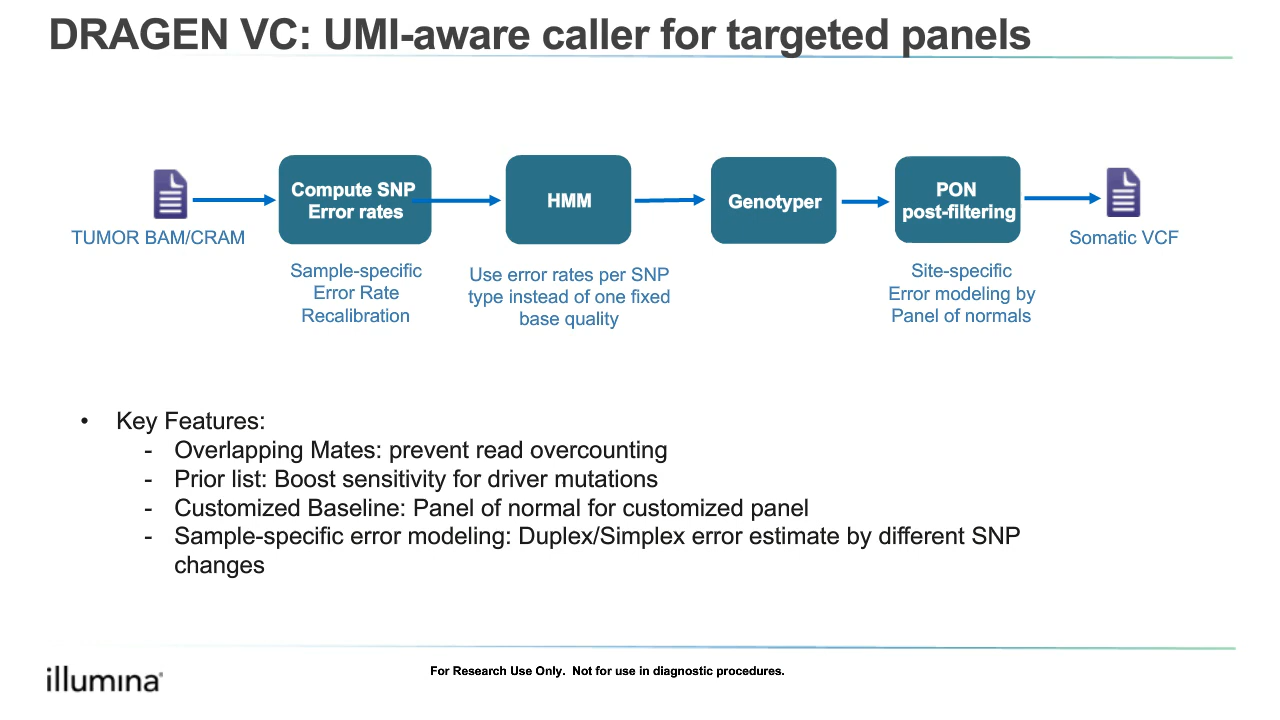 DRAGEN VC: UMI-aware caller for targeted panels
TUMOR BAM/CRAM
Compute SNP
Error rates
Sample-specific
Error Rate
Recalibration
HMM
Use error rates per SNP
type instead of one fixed
base quality
Genotyper
PON
post-filtering
Site-specific
Error modeling by
Panel of normals
Somatic VCF
• Key Features:
- Overlapping Mates: prevent read overcounting
- Prior list: Boost sensitivity for driver mutations
- Customized Baseline: Panel of normal for customized panel
- Sample-specific error modeling: Duplex/Simplex error estimate by different SNP
changes
illumina®
For Research Use Only. Not for use in diagnostic procedures.